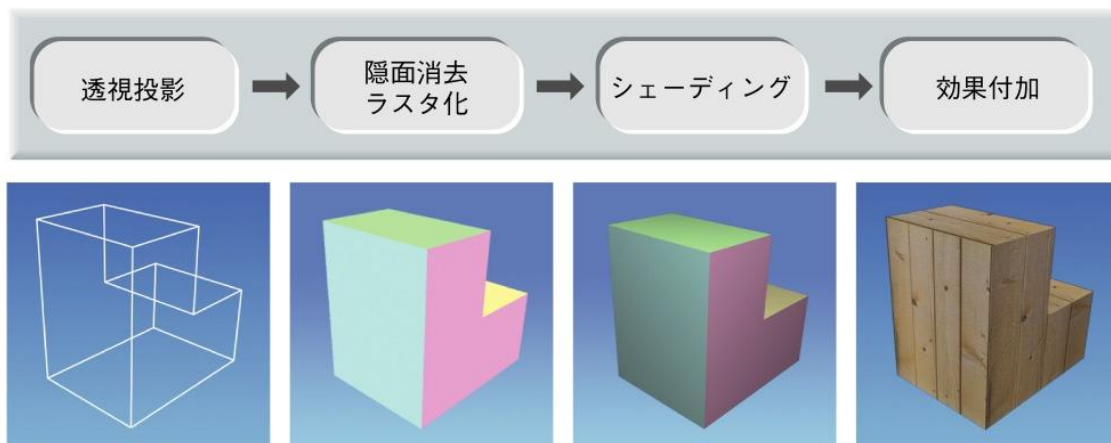 透視投影
隠面消去
ラスタ化
シェーディング
効果付加